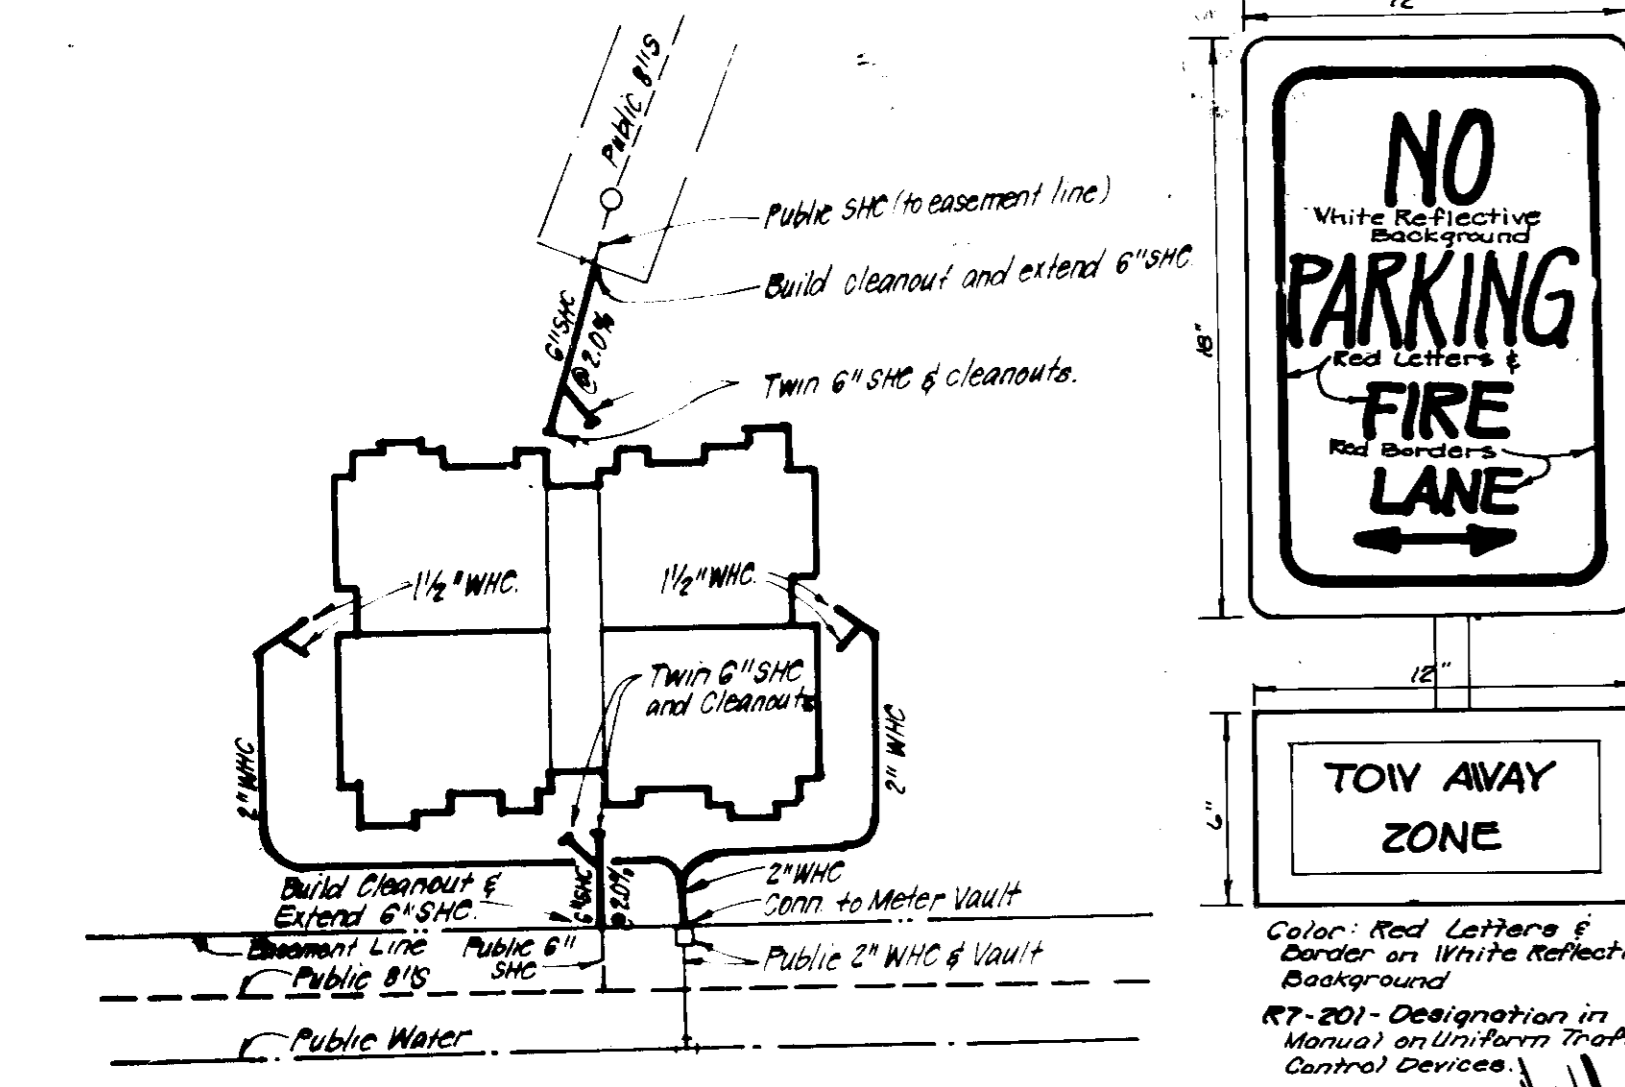 Public 8"S
Public SHC (to easement line)
Build cleanout and extend 6"SHC
6"SHC
@ 2.0%
Twin 6" SHC & cleanouts.
1½" WHC.
1½" WHC.
Twin 6" SHC
and Cleanouts
2" WHC
2" WHC
Build Cleanout &
Extend 6" SHC.
6"SHC
@ 2.0%
2" WHC
Conn. to Meter Vault
Easement Line
Public 6"
SHC
Public 2" WHC & Vault
Public 8"S
Public Water
12"
18"
NO
White Reflective
Background
PARKING
Red Letters &
FIRE
Red Borders
LANE
12"
6"
TOW AWAY
ZONE
Color: Red Letters &
Border on White Reflecti
Background
R7-201- Designation in
Manual on Uniform Traf
Control Devices.